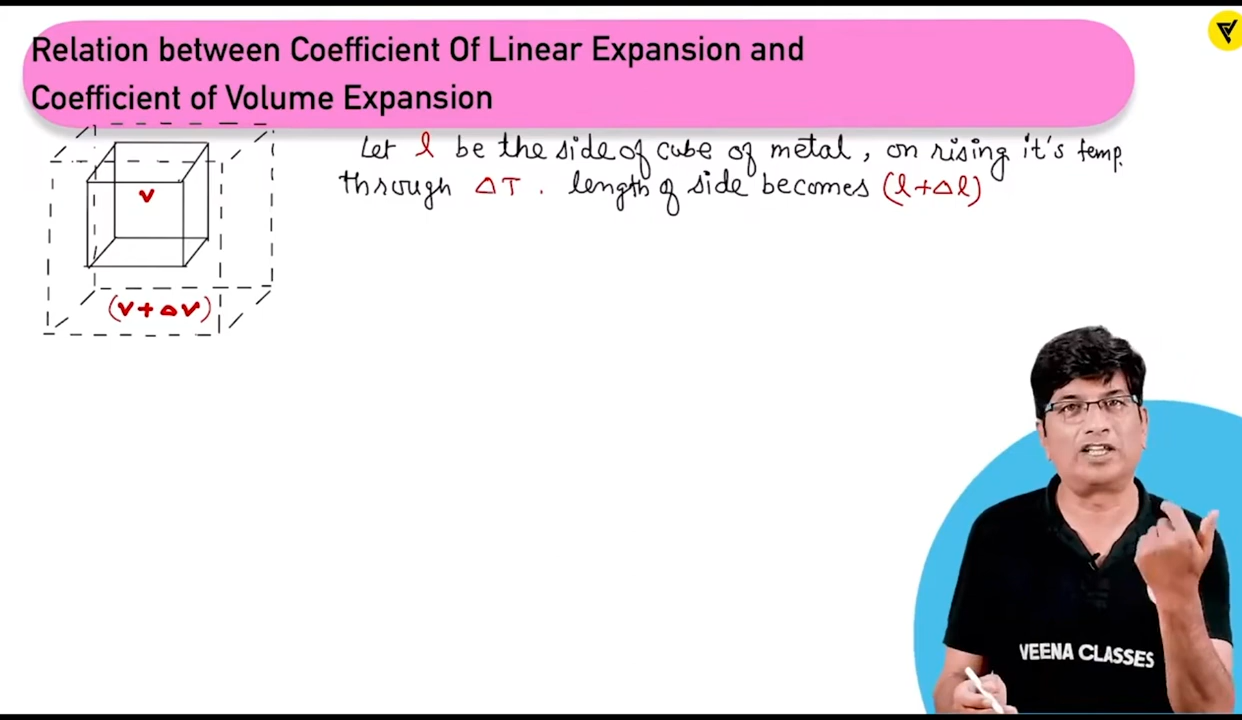 Relation between Coefficient Of Linear Expansion and
Coefficient of Volume Expansion
Let l be the side of cube of metal, on rising it's temp.
through ΔT. length of side becomes (l+Δl)
v
(v+Δv)
VEENA CLASSES